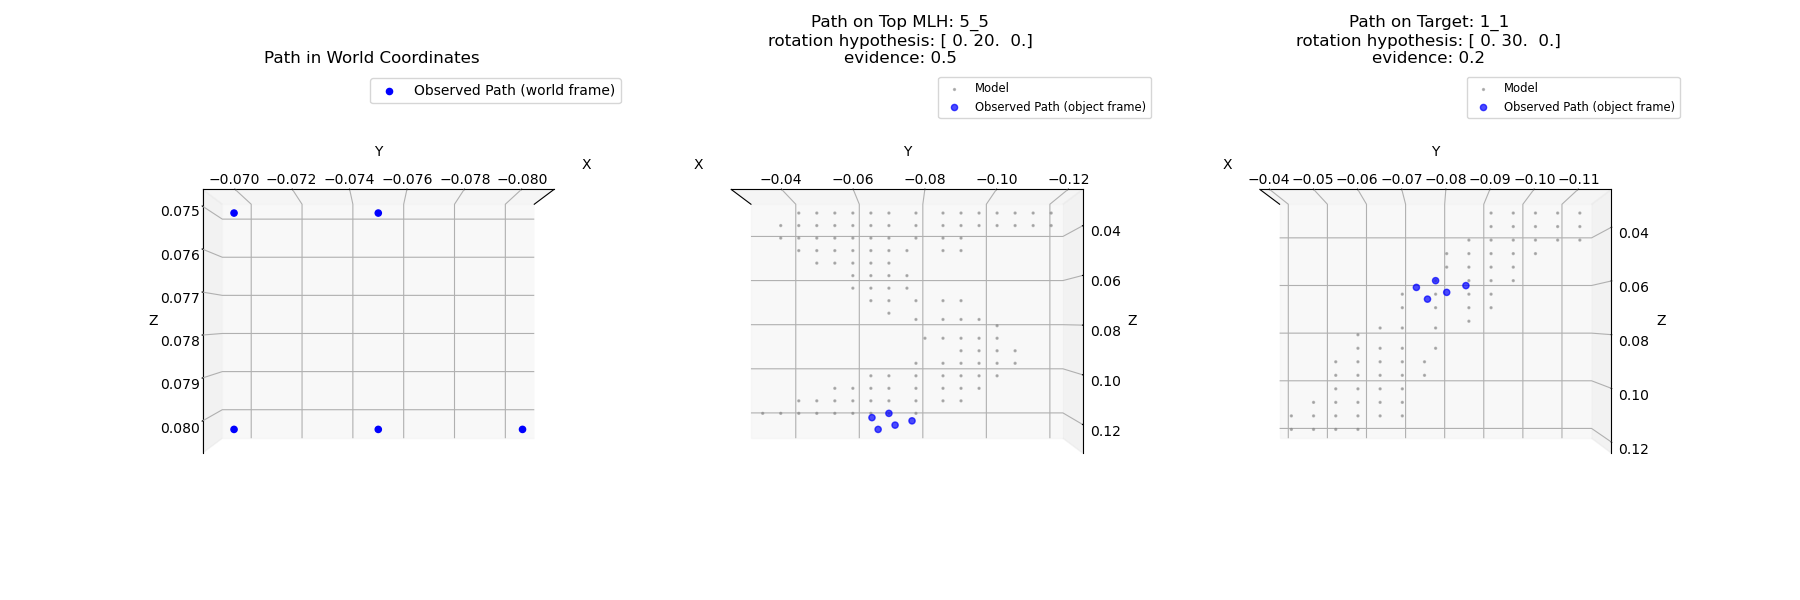 Path in World Coordinates
Observed Path (world frame)
Y
X
−0.070 −0.072 −0.074 −0.076 −0.078 −0.080
0.075
0.076
0.077
0.078
0.079
0.080
Z
Path on Top MLH: 5_5
rotation hypothesis: [ 0. 20.  0.]
evidence: 0.5
Model
Observed Path (object frame)
X
Y
−0.04 −0.06 −0.08 −0.10 −0.12
0.04
0.06
0.08
0.10
0.12
Z
Path on Target: 1_1
rotation hypothesis: [ 0. 30.  0.]
evidence: 0.2
Model
Observed Path (object frame)
X
Y
−0.04 −0.05 −0.06 −0.07 −0.08 −0.09 −0.10 −0.11
0.04
0.06
0.08
0.10
0.12
Z